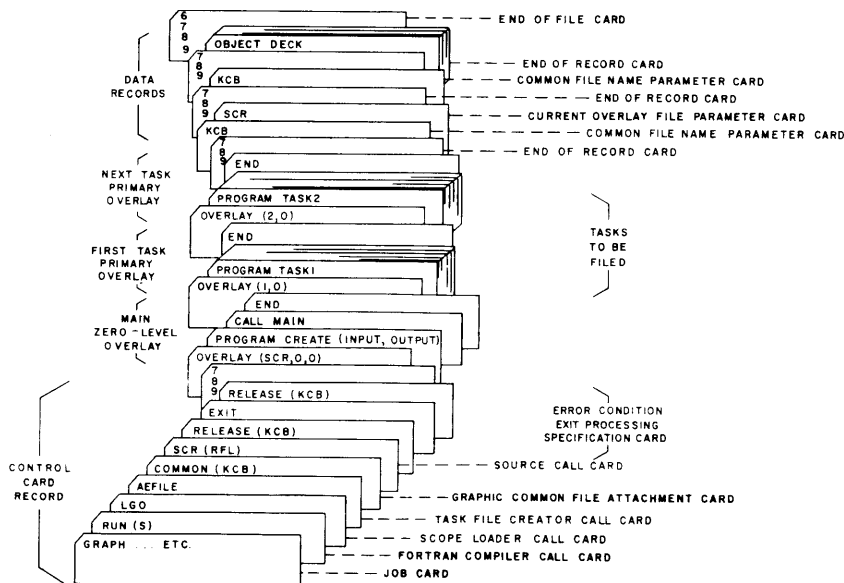 6
7
8
9
END OF FILE CARD
OBJECT DECK
7
8
9
END OF RECORD CARD
DATA
RECORDS
KCB
COMMON FILE NAME PARAMETER CARD
7
8
9
END OF RECORD CARD
SCR
CURRENT OVERLAY FILE PARAMETER CARD
KCB
COMMON FILE NAME PARAMETER CARD
7
8
9
END OF RECORD CARD
END
NEXT TASK
PRIMARY
OVERLAY
PROGRAM TASK2
OVERLAY (2,0)
TASKS
TO BE
FILED
END
FIRST TASK
PRIMARY
OVERLAY
PROGRAM TASK1
OVERLAY (1,0)
END
MAIN
ZERO-LEVEL
OVERLAY
CALL MAIN
PROGRAM CREATE (INPUT, OUTPUT)
OVERLAY (SCR,0,0)
7
8
9
RELEASE (KCB)
EXIT
ERROR CONDITION
EXIT PROCESSING
SPECIFICATION CARD
RELEASE (KCB)
SCR (RFL)
SOURCE CALL CARD
CONTROL
CARD
RECORD
COMMON (KCB)
GRAPHIC COMMON FILE ATTACHMENT CARD
AEFILE
TASK FILE CREATOR CALL CARD
LGO
SCOPE LOADER CALL CARD
RUN (S)
FORTRAN COMPILER CALL CARD
GRAPH ... ETC.
JOB CARD